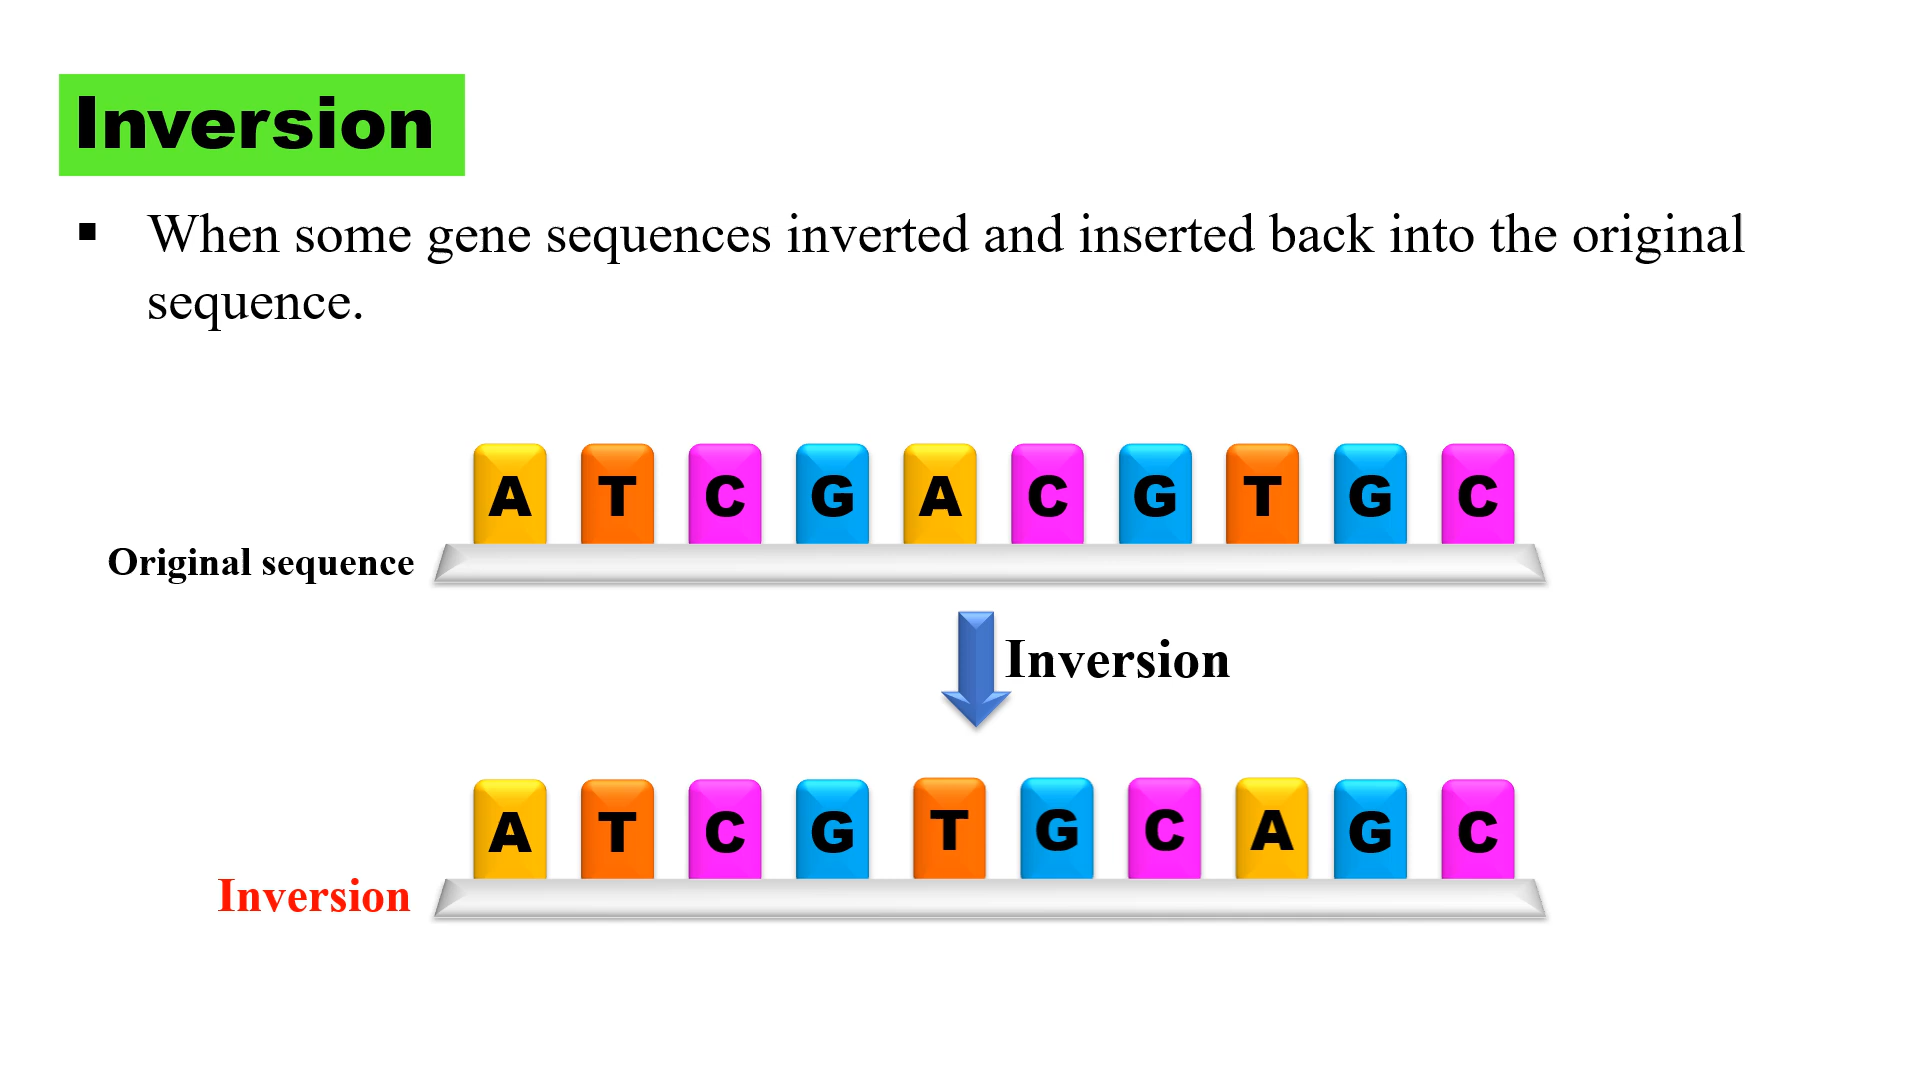 Inversion
▪ When some gene sequences inverted and inserted back into the original
sequence.
A T C G A C G T G C
Original sequence
Inversion
A T C G T G C A G C
Inversion